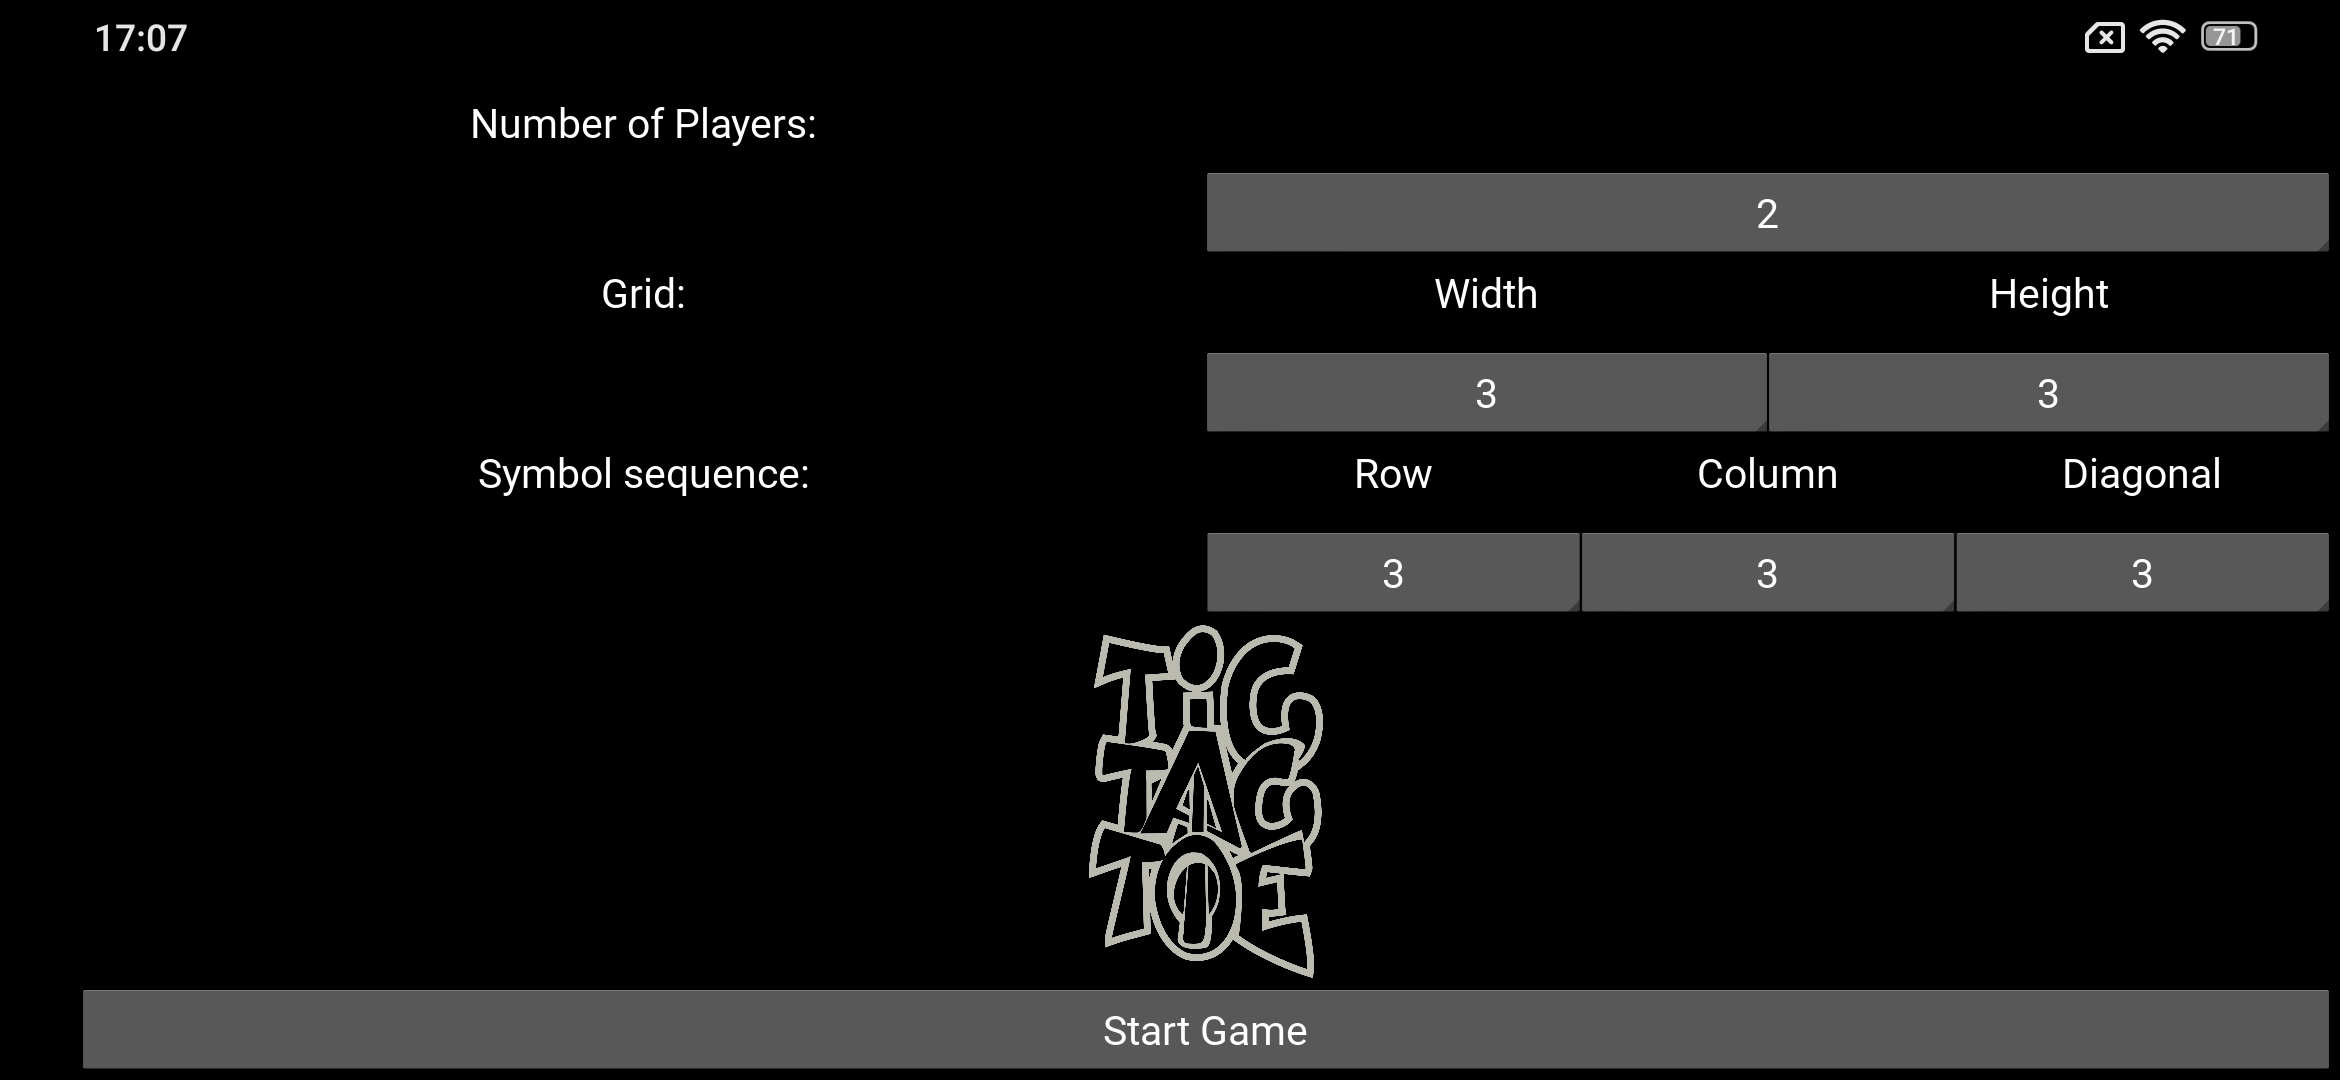 17:07 71
Number of Players:
2
Grid: Width Height
3 3
Symbol sequence: Row Column Diagonal
3 3 3
TiC
TAC
TOE
Start Game